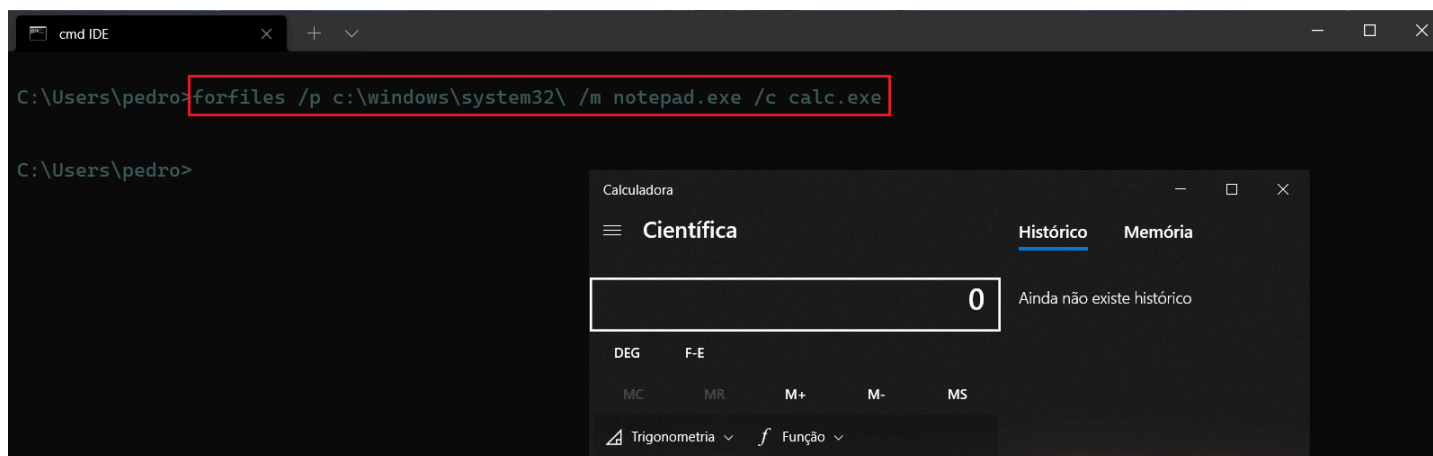 cmd IDE
C:\Users\pedro>forfiles /p c:\windows\system32\ /m notepad.exe /c calc.exe
C:\Users\pedro>
Calculadora
Científica
Histórico Memória
0
Ainda não existe histórico
DEG F-E
MC MR M+ M- MS
Trigonometria f Função